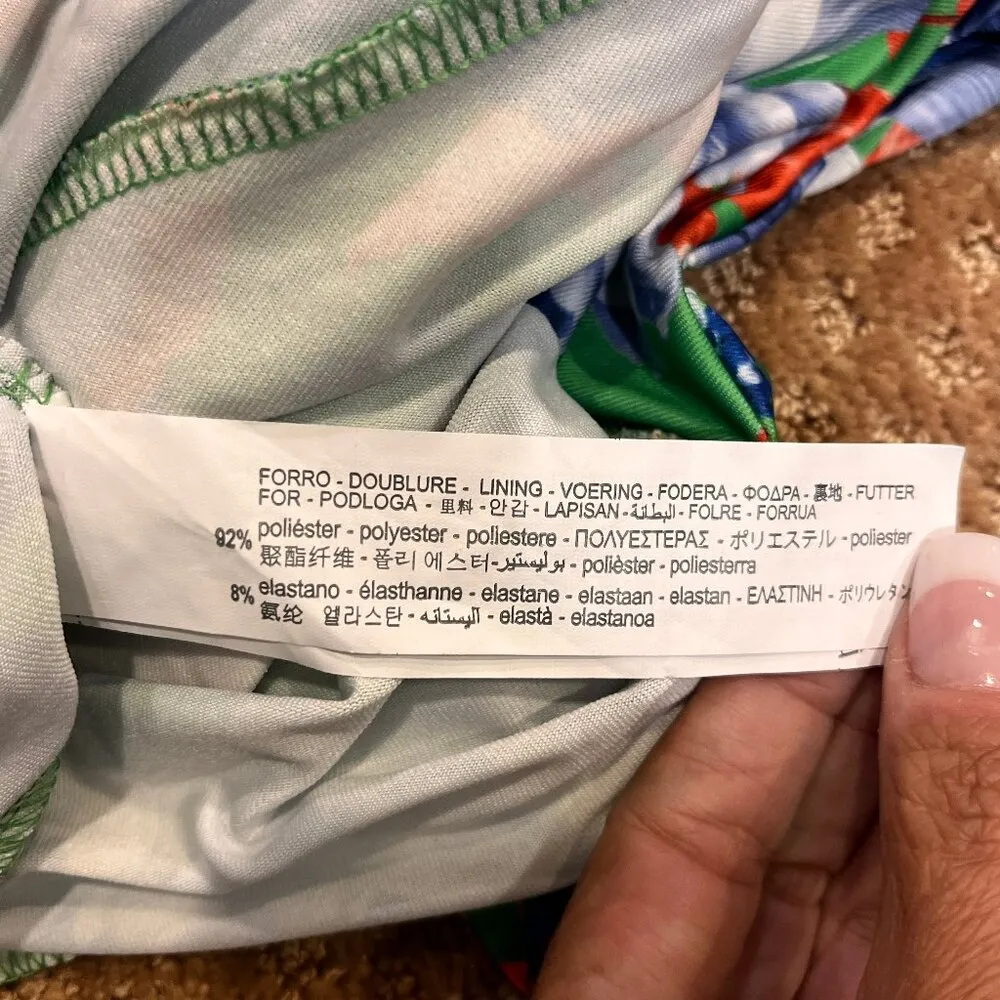 FORRO - DOUBLURE - LINING - VOERING - FODERA - ΦΟΔΡΑ - 裏地 - FUTTER
FOR - PODLOGA - 里料 - 안감 - LAPISAN - البطانة - FOLRE - FORRUA
92% poliéster - polyester - poliestere - ΠΟΛΥΕΣΤΕΡΑΣ - ポリエステル - poliester
聚酯纤维 - 폴리 에스터 - بوليستير - polièster - poliesterra
8% elastano - élasthanne - elastane - elastaan - elastan - ΕΛΑΣΤΙΝΗ - ポリウレタン
氨纶 엘라스탄 - اليستانه - elastà - elastanoa